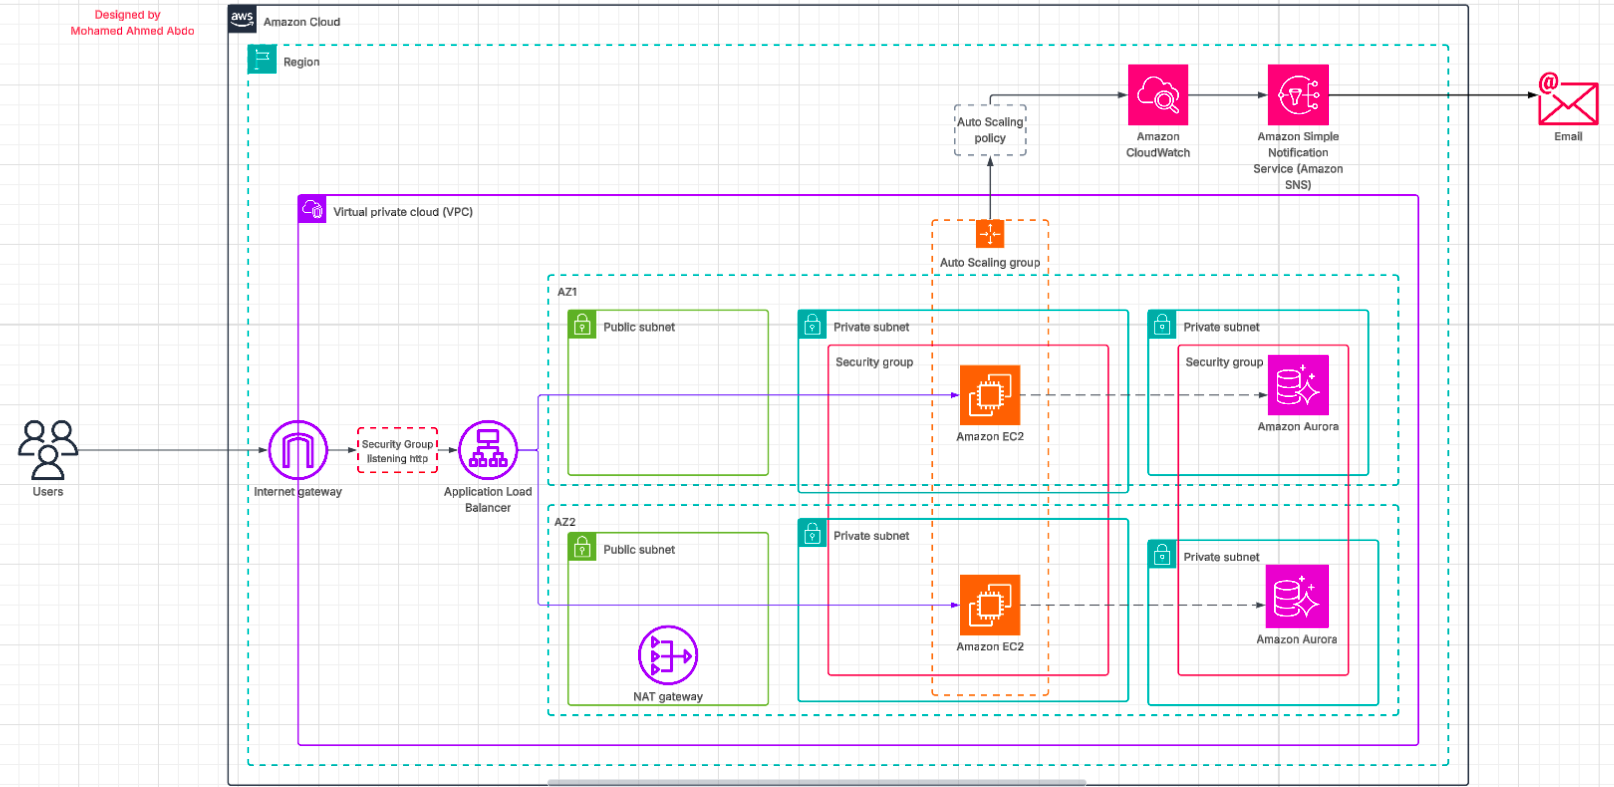 Designed by
Mohamed Ahmed Abdo
aws
Amazon Cloud
Region
Auto Scaling
policy
Amazon
CloudWatch
Amazon Simple
Notification
Service (Amazon
SNS)
@
Email
Virtual private cloud (VPC)
Auto Scaling group
AZ1
Public subnet
Private subnet
Private subnet
Security group
Security group
Amazon EC2
Amazon Aurora
Users
Internet gateway
Security Group
listening http
Application Load
Balancer
AZ2
Public subnet
Private subnet
Private subnet
NAT gateway
Amazon EC2
Amazon Aurora